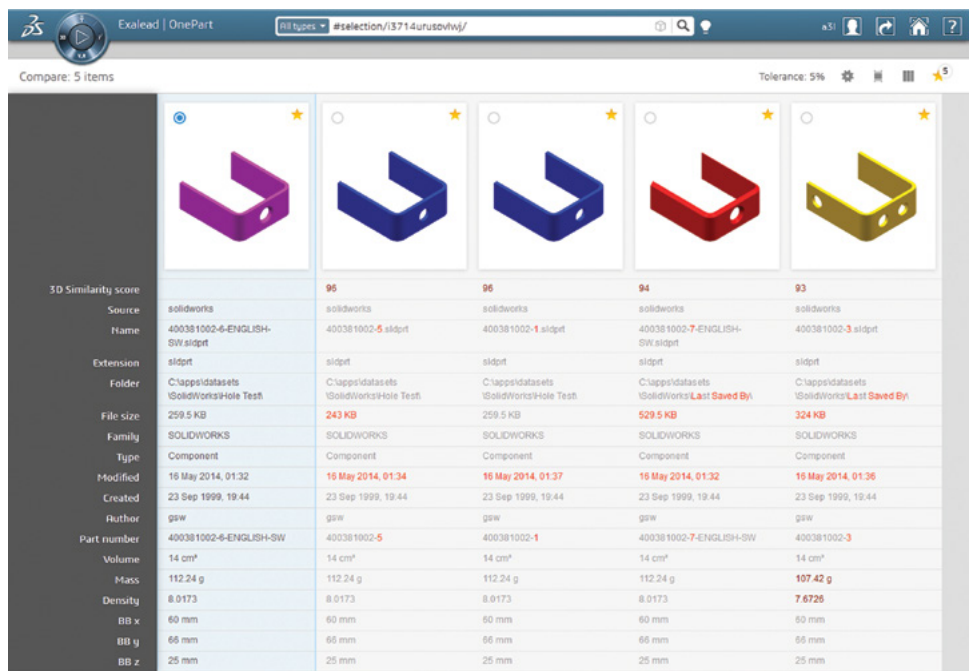 3S Exalead | OnePart All types #selection/i3714urusovlwj/ a3l ?
Compare: 5 items Tolerance: 5% 5
3D Similarity score 96 96 94 93
Source solidworks solidworks solidworks solidworks solidworks
Name 400381002-6-ENGLISH- 400381002-5.sldprt 400381002-1.sldprt 400381002-7-ENGLISH- 400381002-3.sldprt
SW.sldprt SW.sldprt
Extension sldprt sldprt sldprt sldprt sldprt
Folder C:\apps\datasets C:\apps\datasets C:\apps\datasets C:\apps\datasets C:\apps\datasets
\SolidWorks\Hole Test\ \SolidWorks\Hole Test\ \SolidWorks\Hole Test\ \SolidWorks\Last Saved By\ \SolidWorks\Last Saved By\
File size 259.5 KB 243 KB 259.5 KB 529.5 KB 324 KB
Family SOLIDWORKS SOLIDWORKS SOLIDWORKS SOLIDWORKS SOLIDWORKS
Type Component Component Component Component Component
Modified 16 May 2014, 01:32 16 May 2014, 01:34 16 May 2014, 01:37 16 May 2014, 01:32 16 May 2014, 01:36
Created 23 Sep 1999, 19:44 23 Sep 1999, 19:44 23 Sep 1999, 19:44 23 Sep 1999, 19:44 23 Sep 1999, 19:44
Author gsw gsw gsw gsw gsw
Part number 400381002-6-ENGLISH-SW 400381002-5 400381002-1 400381002-7-ENGLISH-SW 400381002-3
Volume 14 cm³ 14 cm³ 14 cm³ 14 cm³ 14 cm³
Mass 112.24 g 112.24 g 112.24 g 112.24 g 107.42 g
Density 8.0173 8.0173 8.0173 8.0173 7.6726
BB x 60 mm 60 mm 60 mm 60 mm 60 mm
BB y 66 mm 66 mm 66 mm 66 mm 66 mm
BB z 25 mm 25 mm 25 mm 25 mm 25 mm